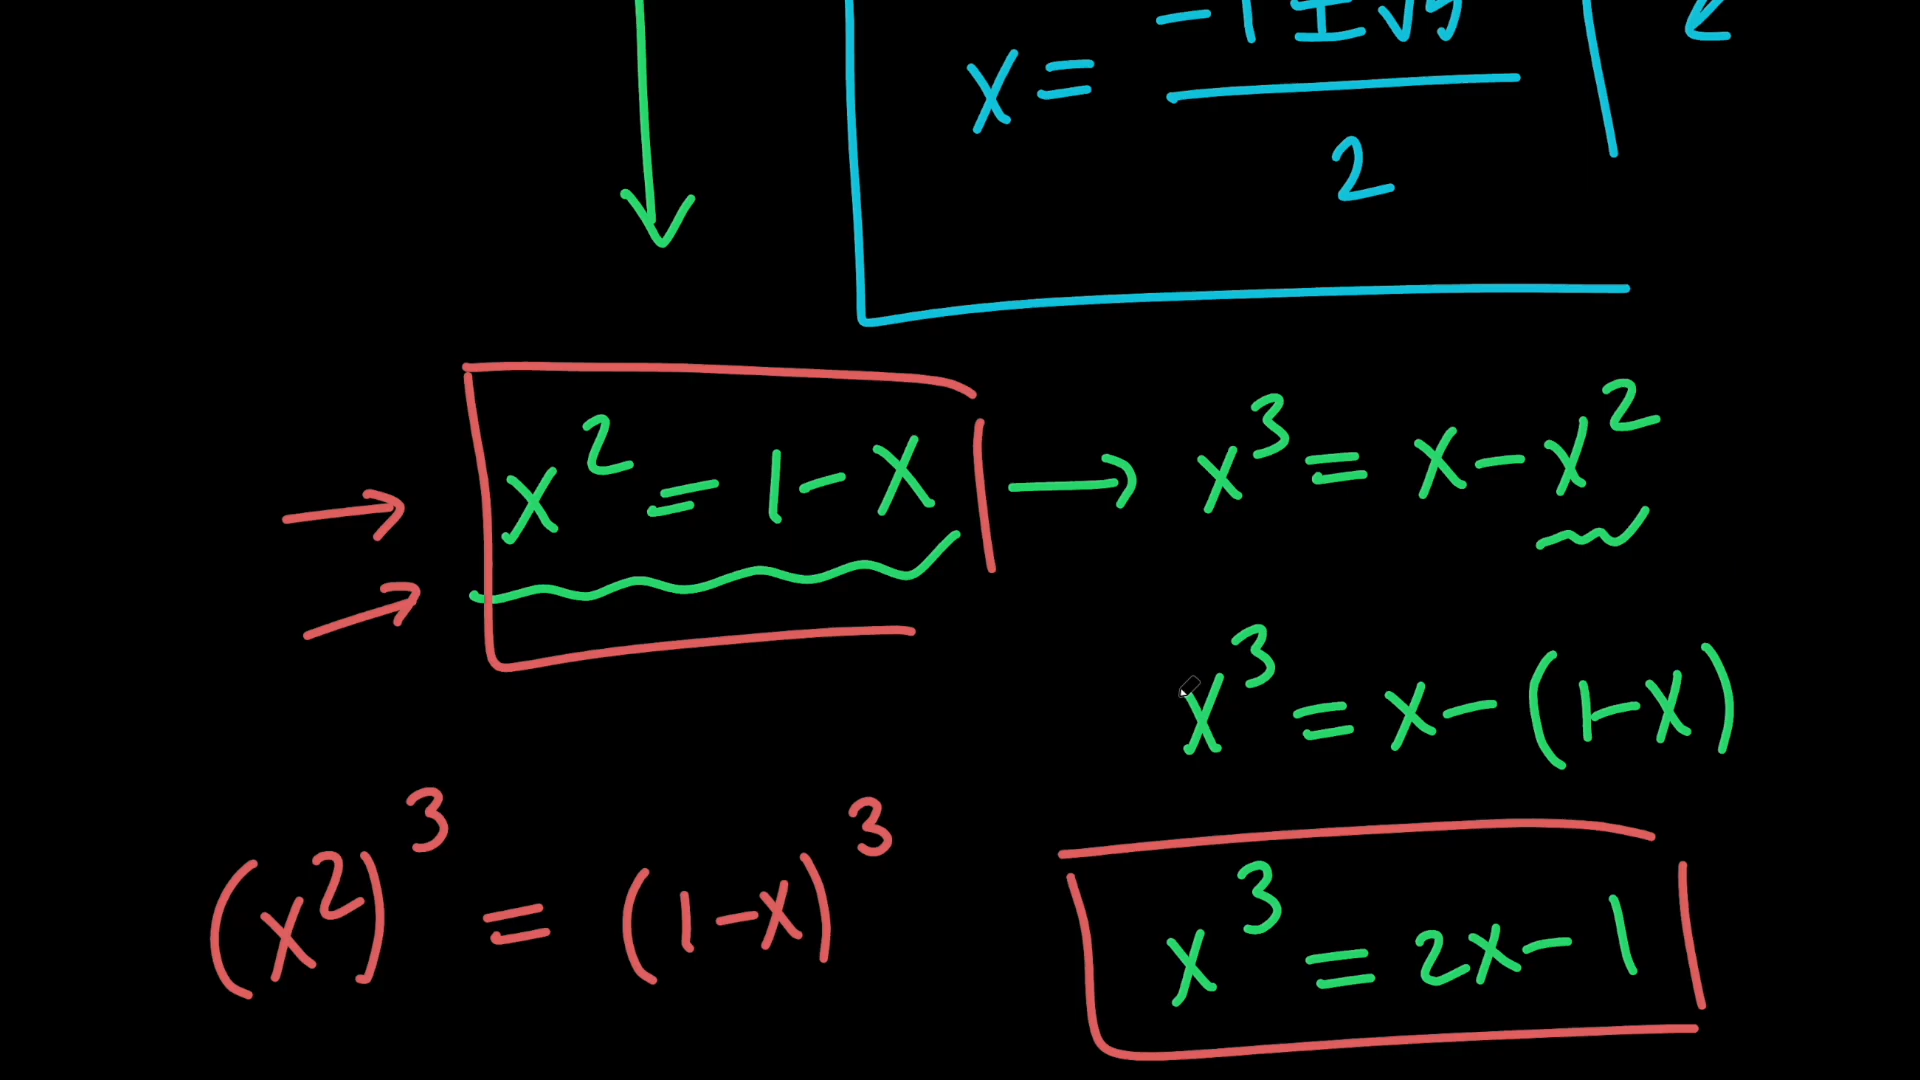 x = (-1 ± √5) / 2
x² = 1 - x → x³ = x - x²
x³ = x - (1 - x)
(x²)³ = (1 - x)³
x³ = 2x - 1